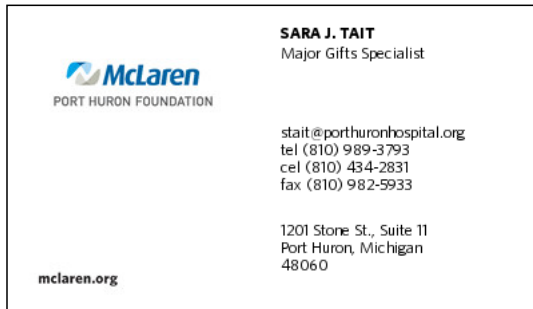 McLaren
PORT HURON FOUNDATION
mclaren.org
SARA J. TAIT
Major Gifts Specialist
stait@porthuronhospital.org
tel (810) 989-3793
cel (810) 434-2831
fax (810) 982-5933
1201 Stone St., Suite 11
Port Huron, Michigan
48060